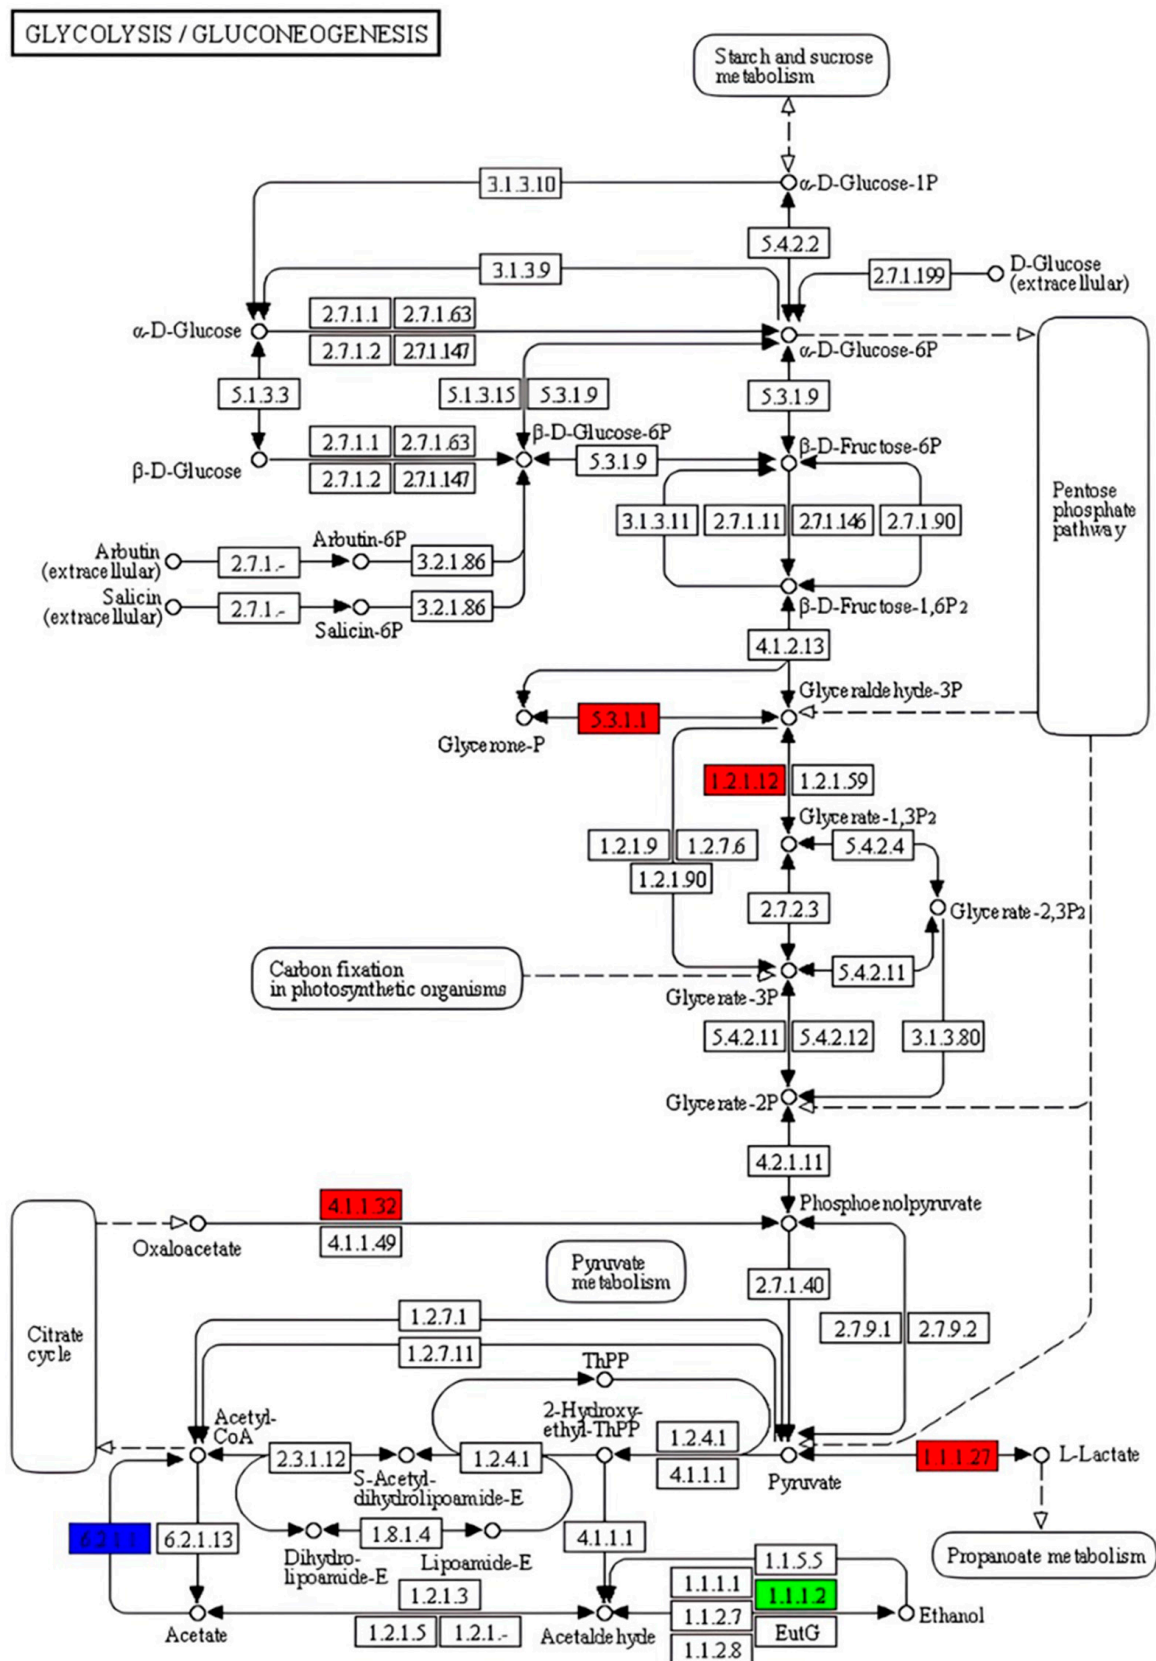 GLYCOLYSIS / GLUCONEOGENESIS
Starch and sucrose
metabolism
3.1.3.10
α-D-Glucose-1P
5.4.2.2
3.1.3.9
2.7.1.199
D-Glucose
(extracellular)
2.7.1.1
2.7.1.63
α-D-Glucose
2.7.1.2
2.7.1.147
α-D-Glucose-6P
5.1.3.3
5.1.3.15
5.3.1.9
5.3.1.9
2.7.1.1
2.7.1.63
β-D-Glucose-6P
β-D-Fructose-6P
β-D-Glucose
5.3.1.9
2.7.1.2
2.7.1.147
Pentose
phosphate
pathway
3.1.3.11
2.7.1.11
2.7.1.146
2.7.1.90
Arbutin
(extracellular)
2.7.1.-
Arbutin-6P
3.2.1.86
Salicin
(extracellular)
2.7.1.-
Salicin-6P
3.2.1.86
β-D-Fructose-1,6P2
4.1.2.13
Glyceraldehyde-3P
5.3.1.1
Glycerone-P
1.2.1.12
1.2.1.59
Glycerate-1,3P2
1.2.1.9
1.2.7.6
5.4.2.4
1.2.1.90
2.7.2.3
Glycerate-2,3P2
Carbon fixation
in photosynthetic organisms
5.4.2.11
Glycerate-3P
5.4.2.11
5.4.2.12
3.1.3.80
Glycerate-2P
4.2.1.11
4.1.1.32
Phosphoenolpyruvate
Oxaloacetate
4.1.1.49
Pyruvate
metabolism
2.7.1.40
1.2.7.1
2.7.9.1
2.7.9.2
Citrate
cycle
1.2.7.11
ThPP
Acetyl-
CoA
2-Hydroxy-
ethyl-ThPP
1.2.4.1
2.3.1.12
1.2.4.1
4.1.1.1
Pyruvate
1.1.1.27
L-Lactate
S-Acetyl-
dihydrolipoamide-E
6.2.1.1
6.2.1.13
1.8.1.4
4.1.1.1
Dihydro-
lipoamide-E
Lipoamide-E
1.1.5.5
Propanoate metabolism
1.2.1.3
1.1.1.1
1.1.1.2
Acetate
1.2.1.5
1.2.1.-
Acetaldehyde
1.1.2.7
EutG
Ethanol
1.1.2.8